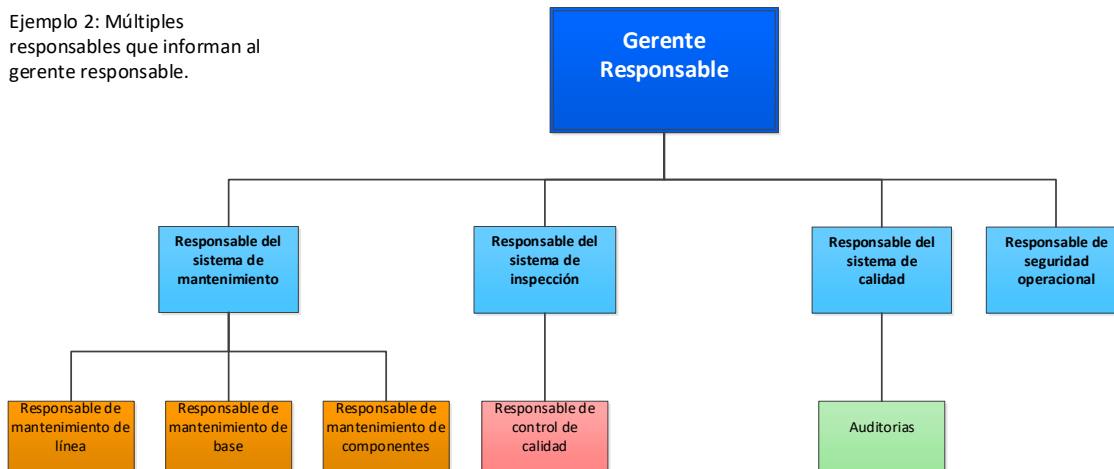 Ejemplo 2: Múltiples
responsables que informan al
gerente responsable.
Gerente
Responsable
Responsable del
sistema de
mantenimiento
Responsable del
sistema de
inspección
Responsable del
sistema de
calidad
Responsable de
seguridad
operacional
Responsable de
mantenimiento de
línea
Responsable de
mantenimiento de
base
Responsable de
mantenimiento de
componentes
Responsable de
control de
calidad
Auditorias